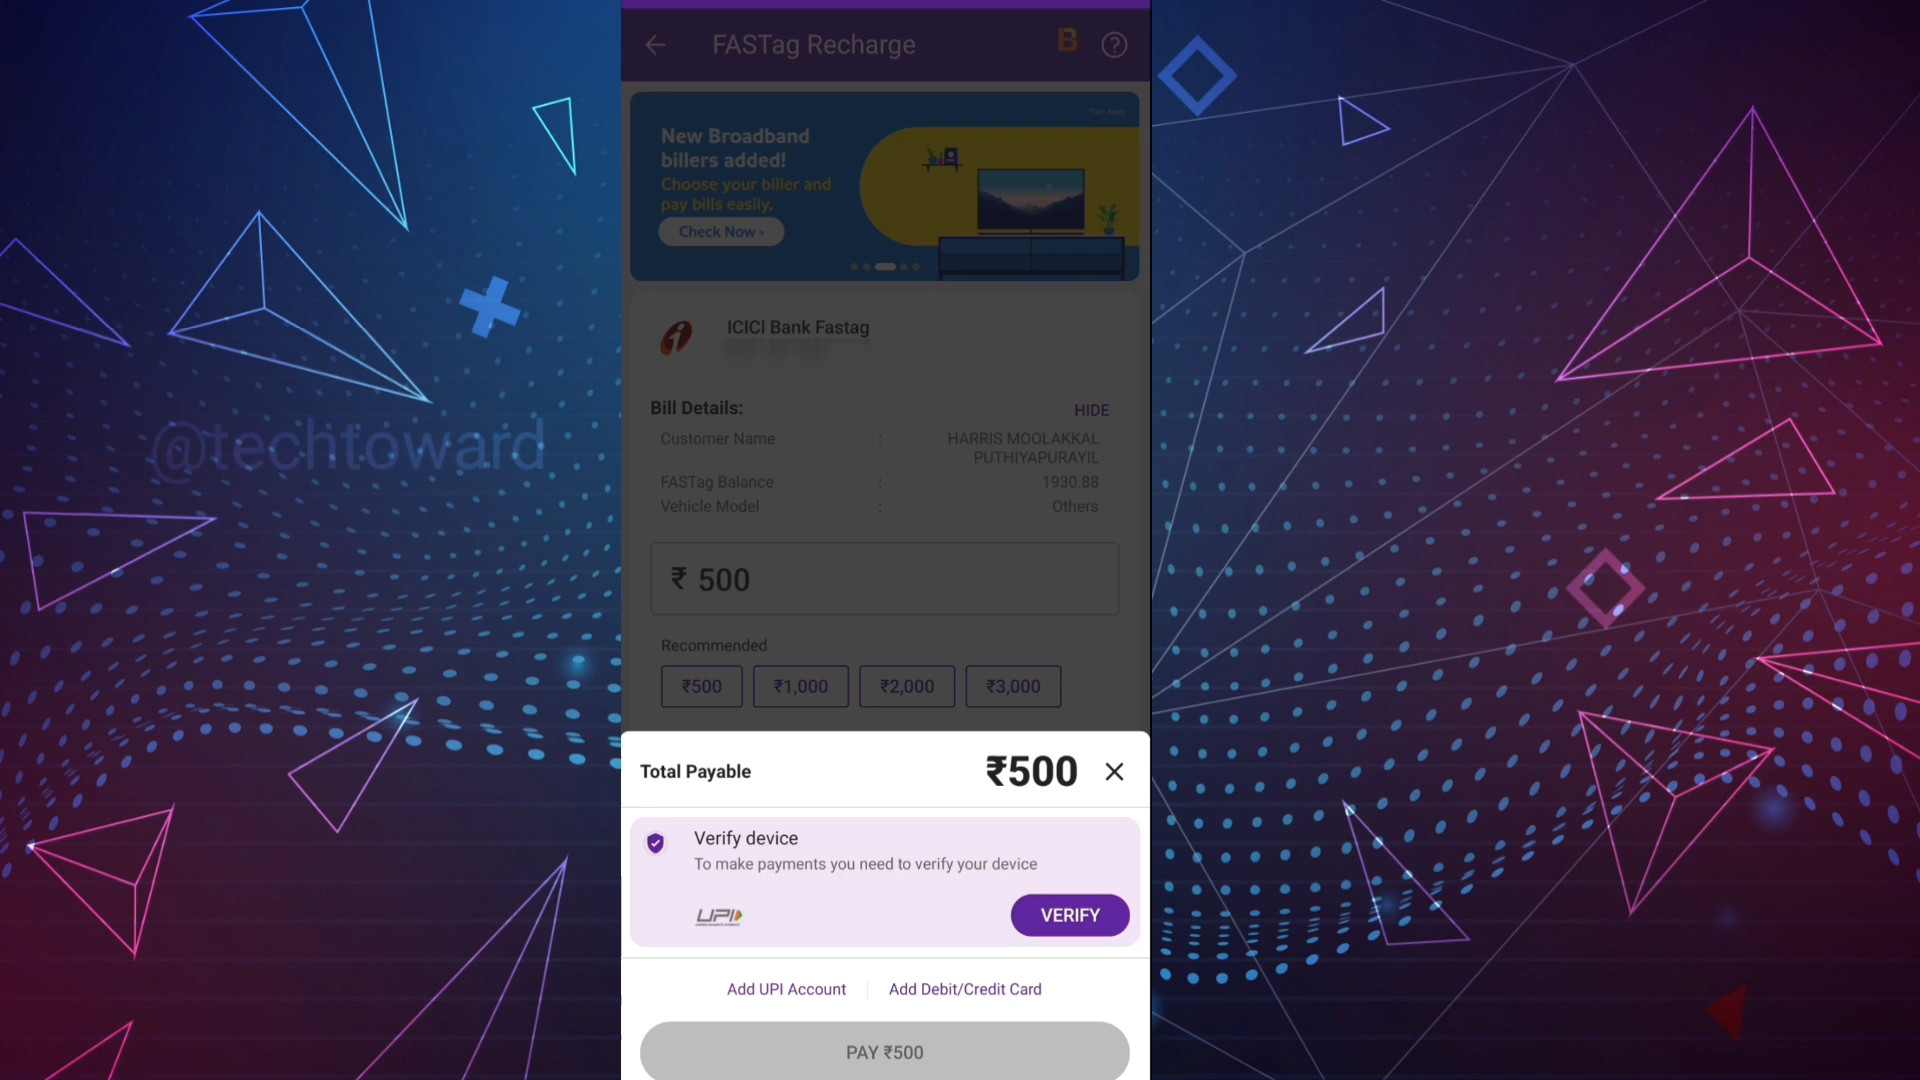 FASTag Recharge
B
New Broadband
billers added!
Choose your biller and
pay bills easily.
Check Now ›
ICICI Bank Fastag
@techtoward
Bill Details:
HIDE
Customer Name : HARRIS MOOLAKKAL
PUTHIYAPURAYIL
FASTag Balance : 1930.88
Vehicle Model : Others
₹ 500
Recommended
₹500 ₹1,000 ₹2,000 ₹3,000
Total Payable ₹500
Verify device
To make payments you need to verify your device
UPI
VERIFY
Add UPI Account
Add Debit/Credit Card
PAY ₹500